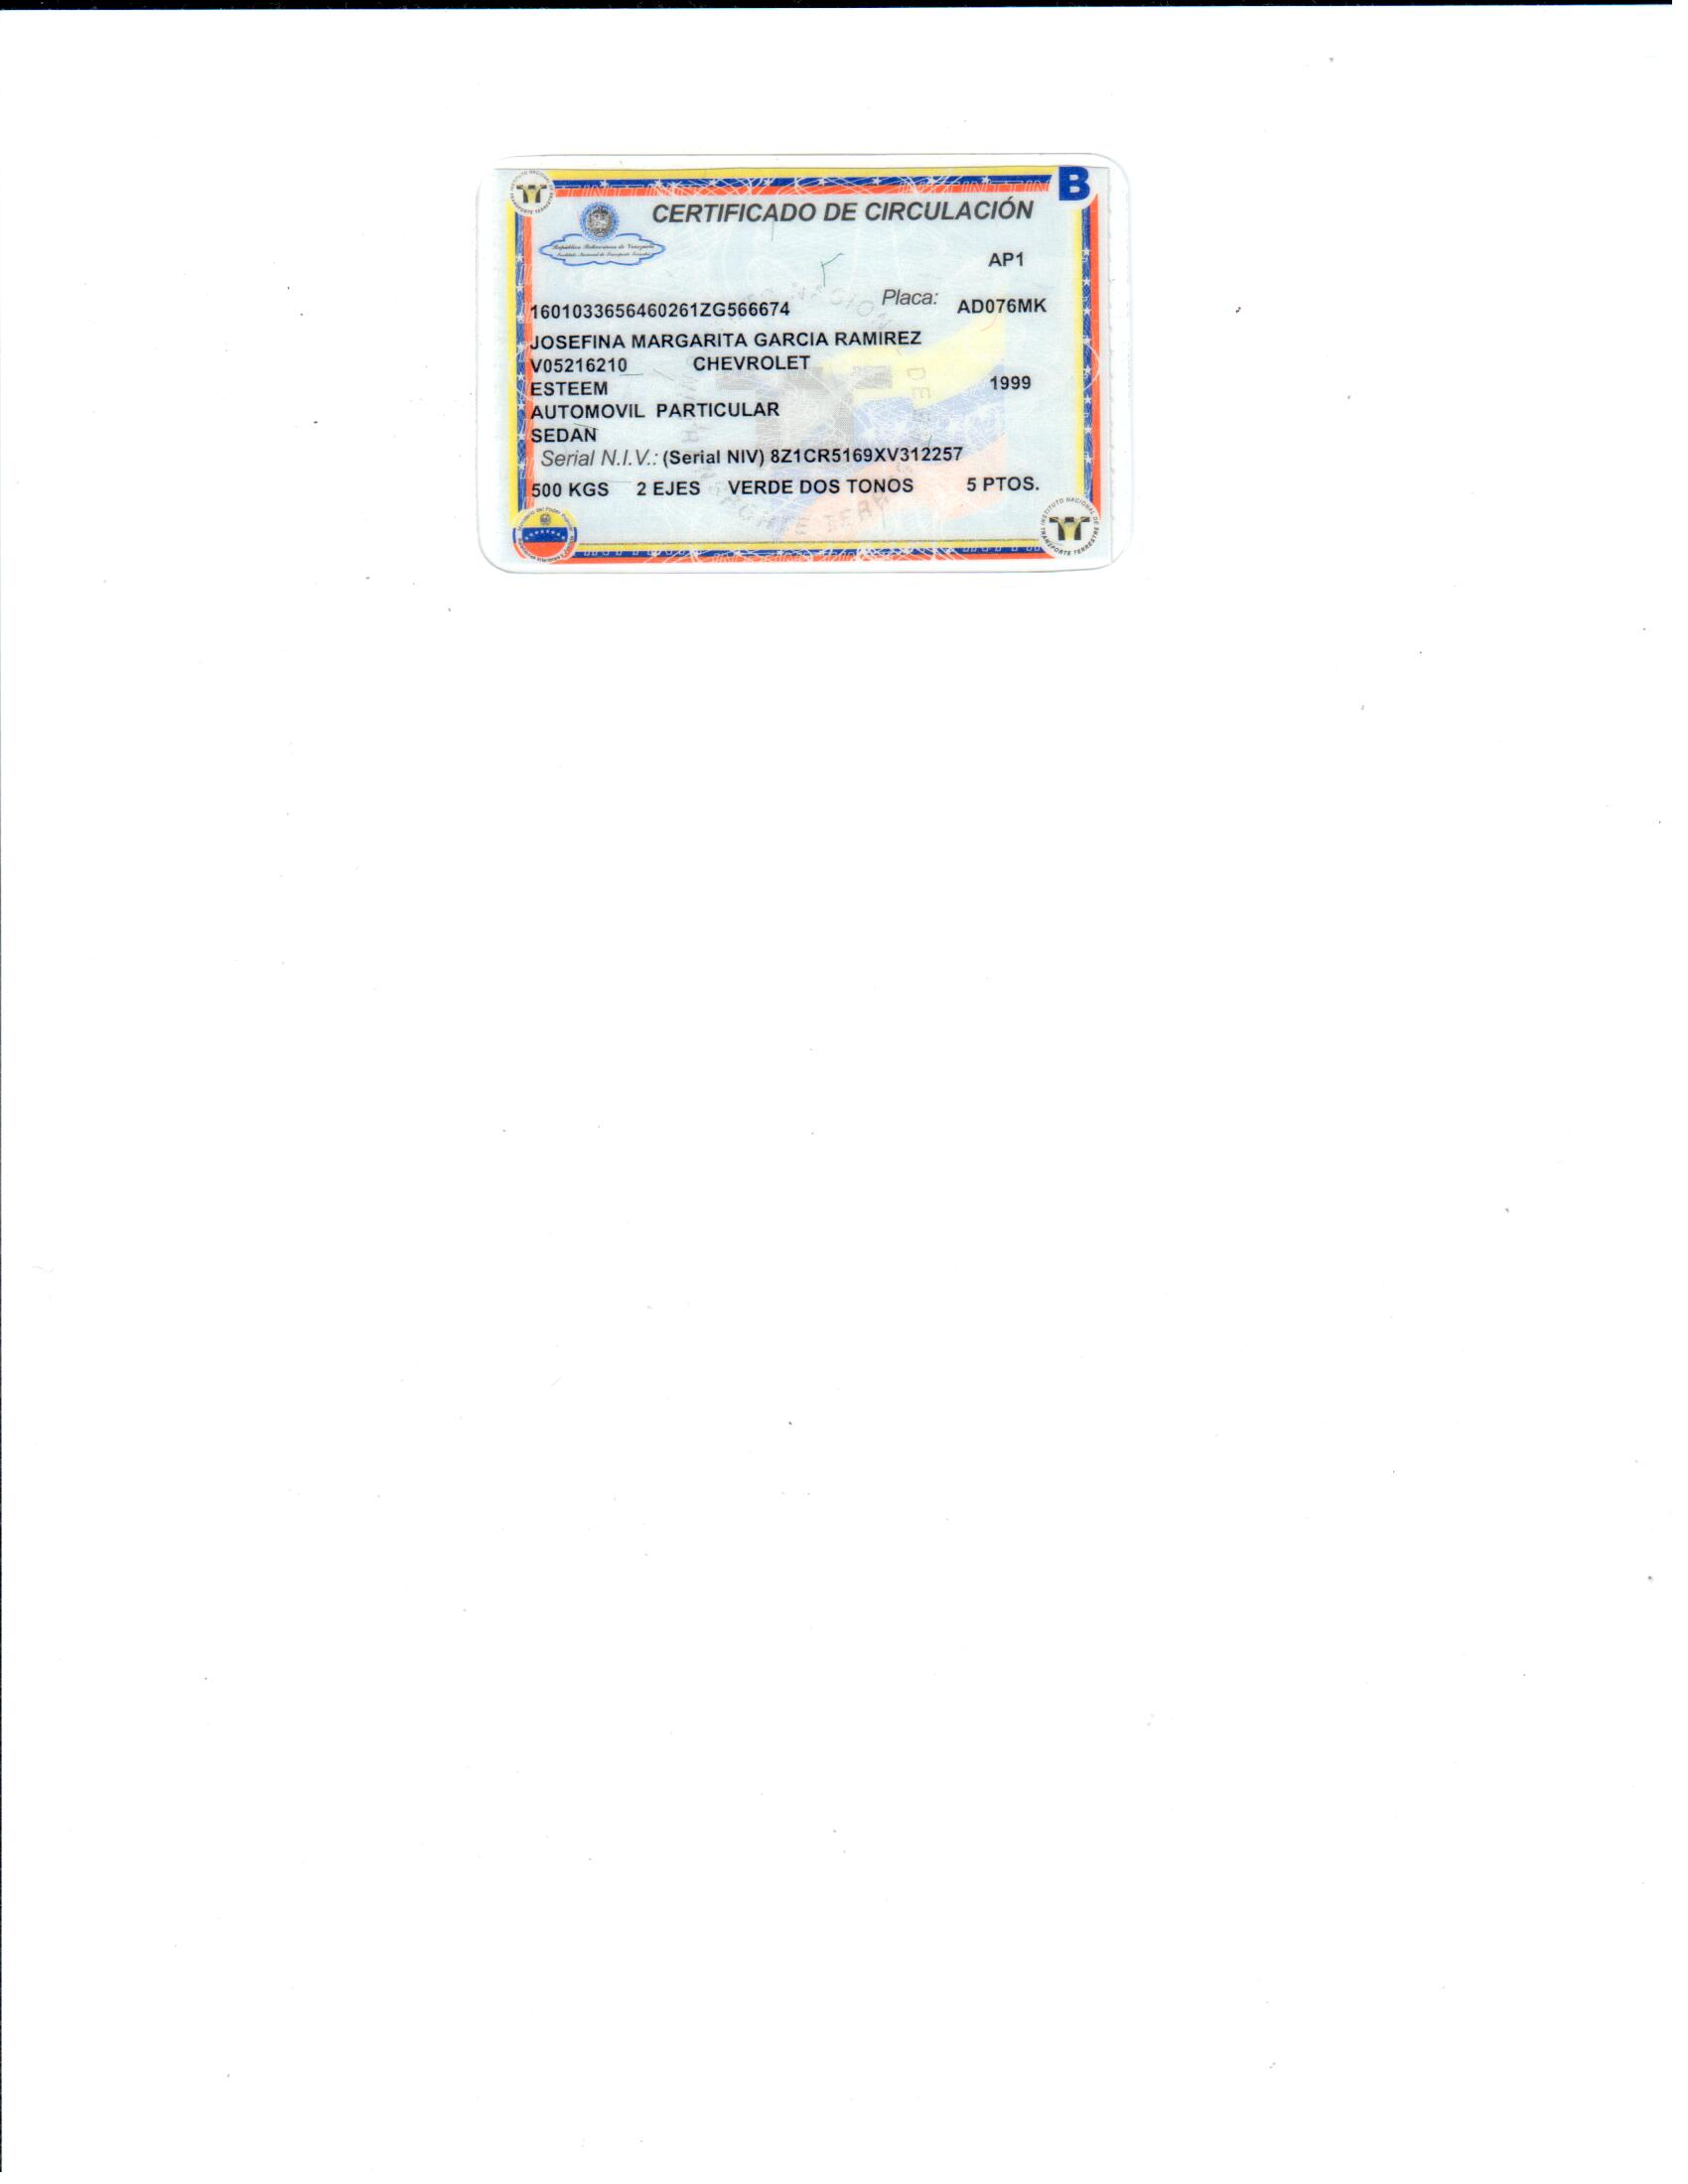 B
CERTIFICADO DE CIRCULACIÓN
República Bolivariana de Venezuela
Instituto Nacional de Transporte Terrestre
AP1
1601033656460261ZG566674 Placa: AD076MK
JOSEFINA MARGARITA GARCIA RAMIREZ
V05216210 CHEVROLET
ESTEEM 1999
AUTOMOVIL PARTICULAR
SEDAN
Serial N.I.V.: (Serial NIV) 8Z1CR5169XV312257
500 KGS 2 EJES VERDE DOS TONOS 5 PTOS.
INSTITUTO NACIONAL DE TRANSPORTE TERRESTRE